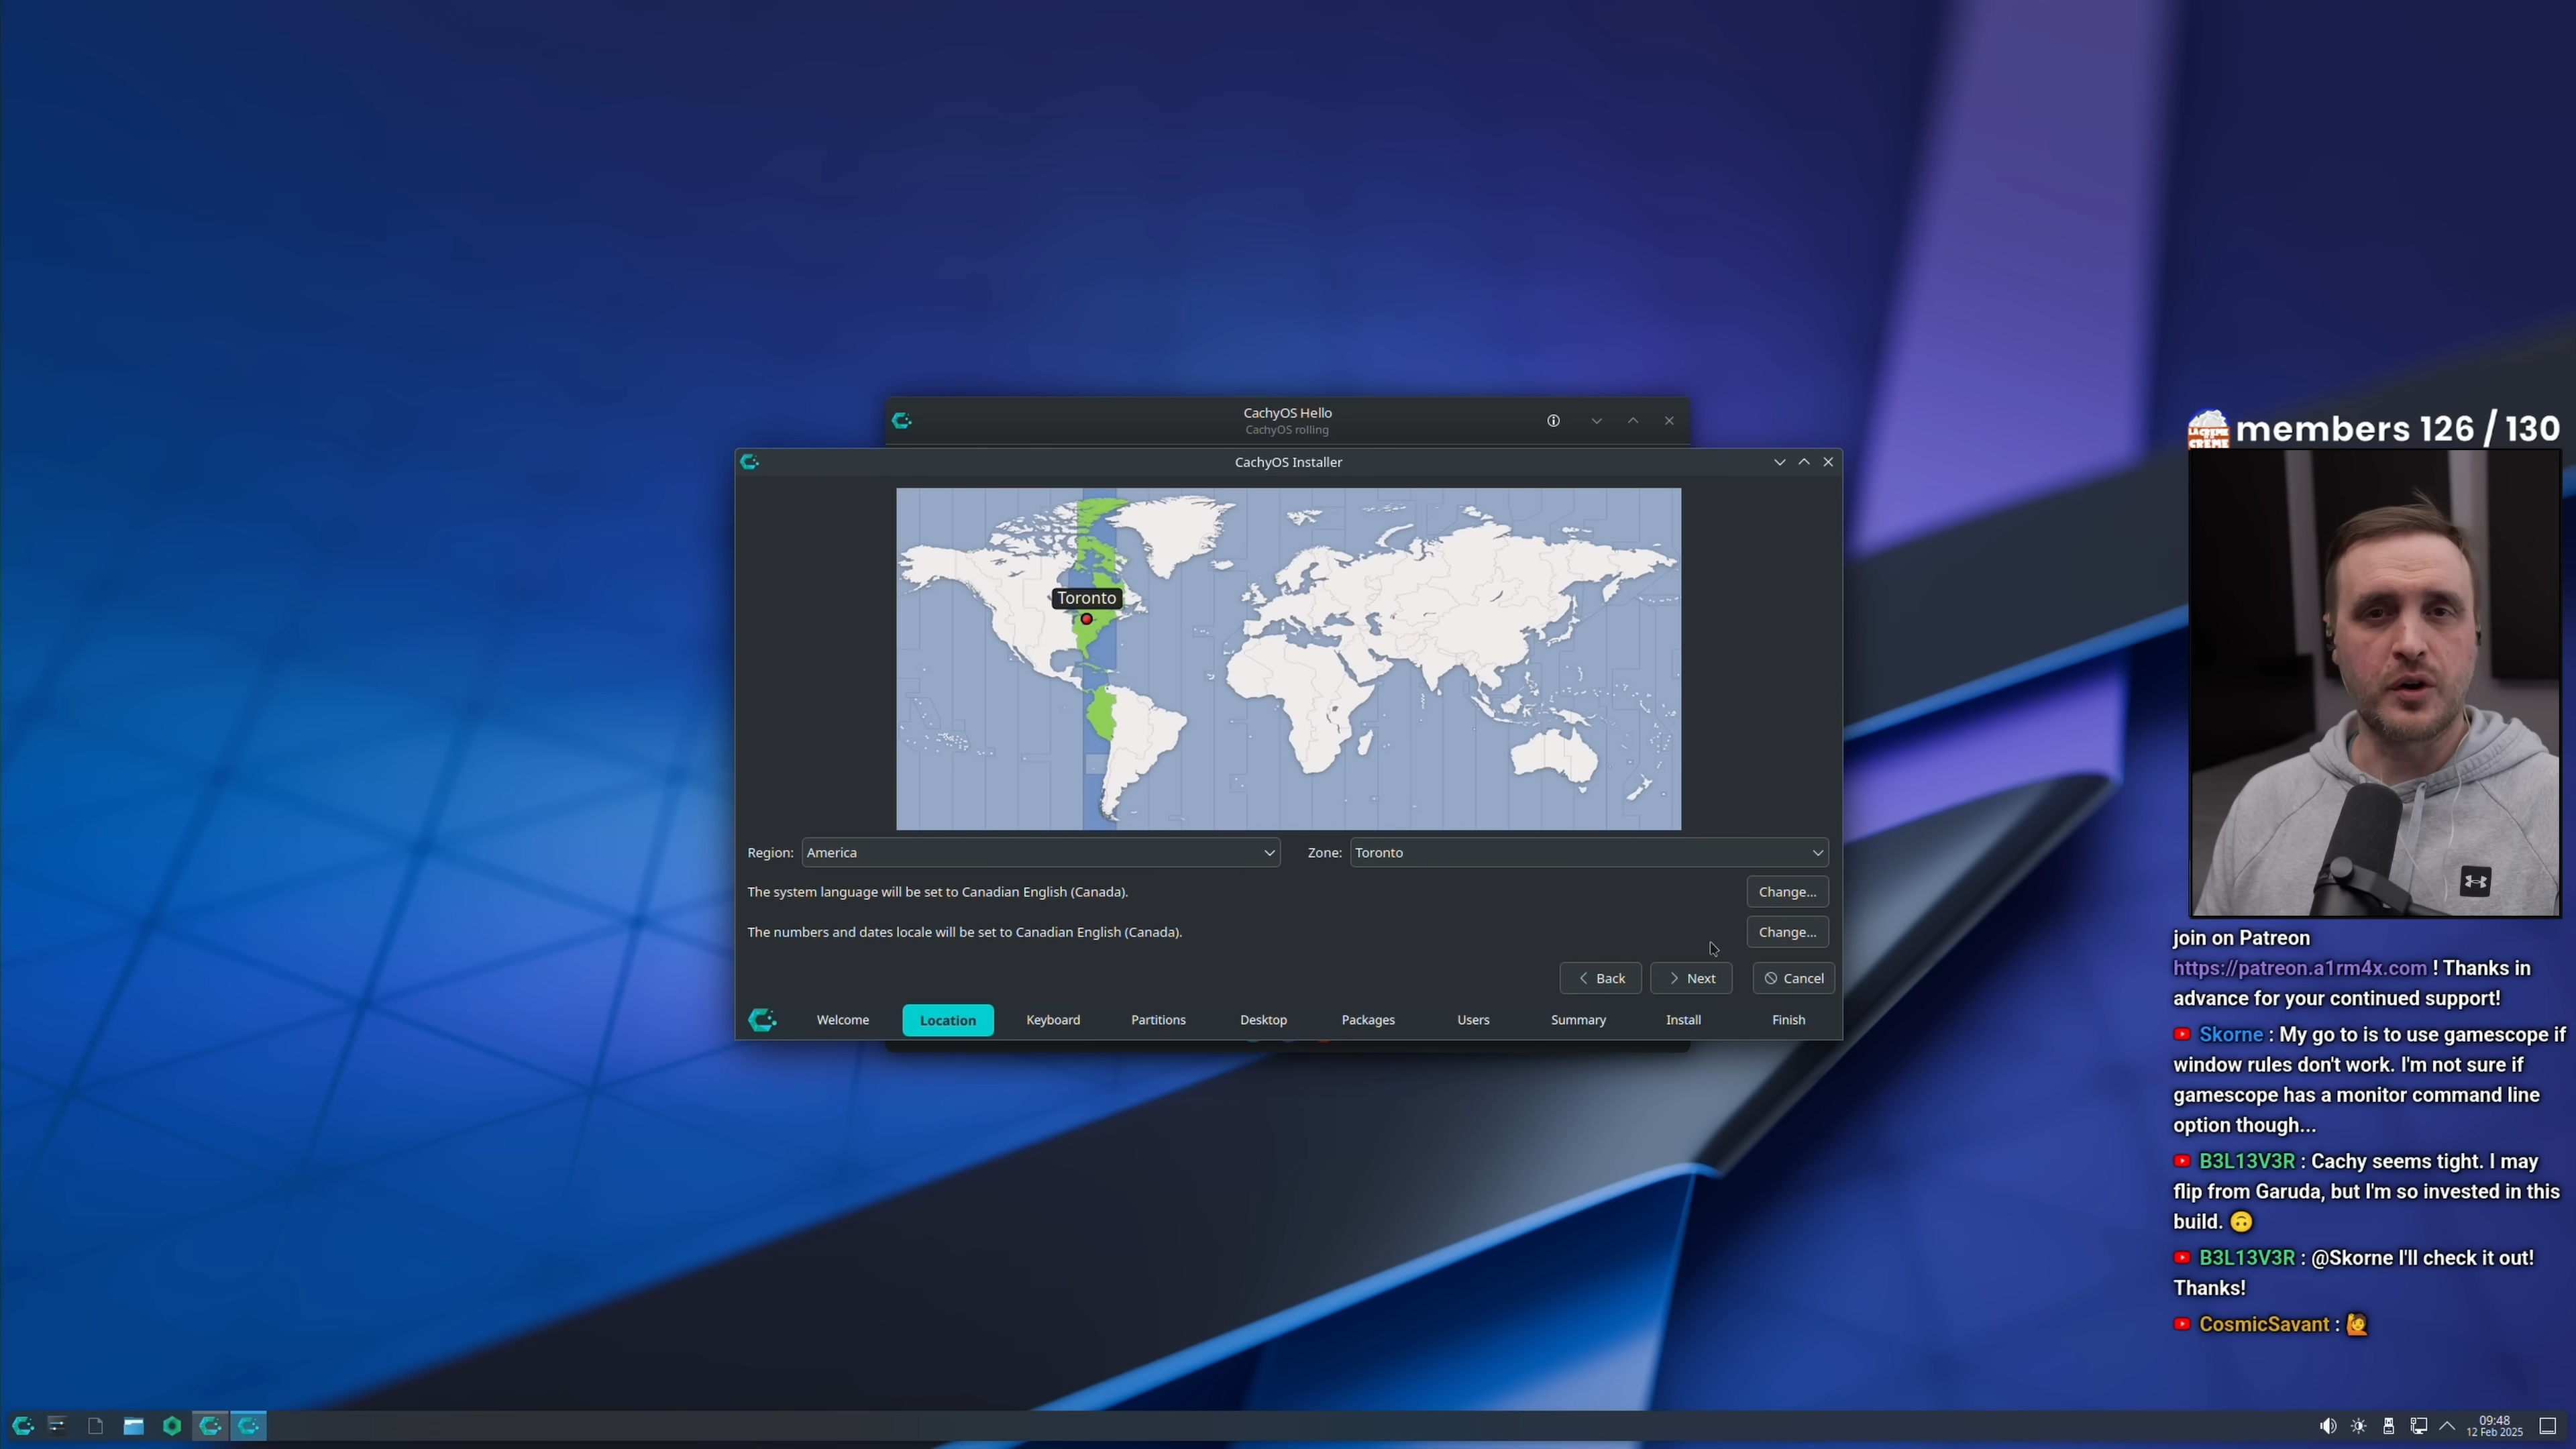 CachyOS Hello
CachyOS rolling
CachyOS Installer
Toronto
Region: America
Zone: Toronto
The system language will be set to Canadian English (Canada).
Change...
The numbers and dates locale will be set to Canadian English (Canada).
Change...
Back
Next
Cancel
Welcome
Location
Keyboard
Partitions
Desktop
Packages
Users
Summary
Install
Finish
LA CREME
CREME
members 126 / 130
join on Patreon
https://patreon.a1rm4x.com ! Thanks in
advance for your continued support!
Skorne : My go to is to use gamescope if
window rules don't work. I'm not sure if
gamescope has a monitor command line
option though...
B3L13V3R : Cachy seems tight. I may
flip from Garuda, but I'm so invested in this
build. 🙃
B3L13V3R : @Skorne I'll check it out!
Thanks!
CosmicSavant : 🙋
09:48
12 Feb 2025